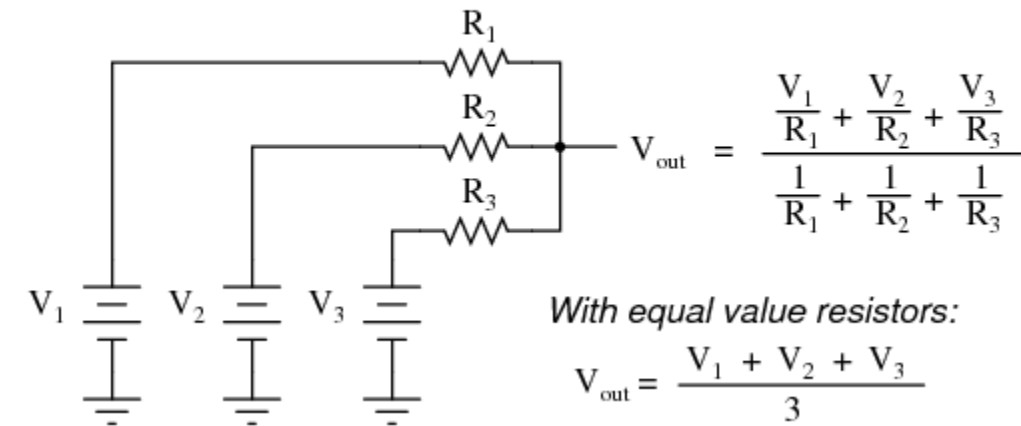 R1
R2
R3
V1
V2
V3
Vout = (V1/R1 + V2/R2 + V3/R3) / (1/R1 + 1/R2 + 1/R3)
With equal value resistors:
Vout = (V1 + V2 + V3) / 3